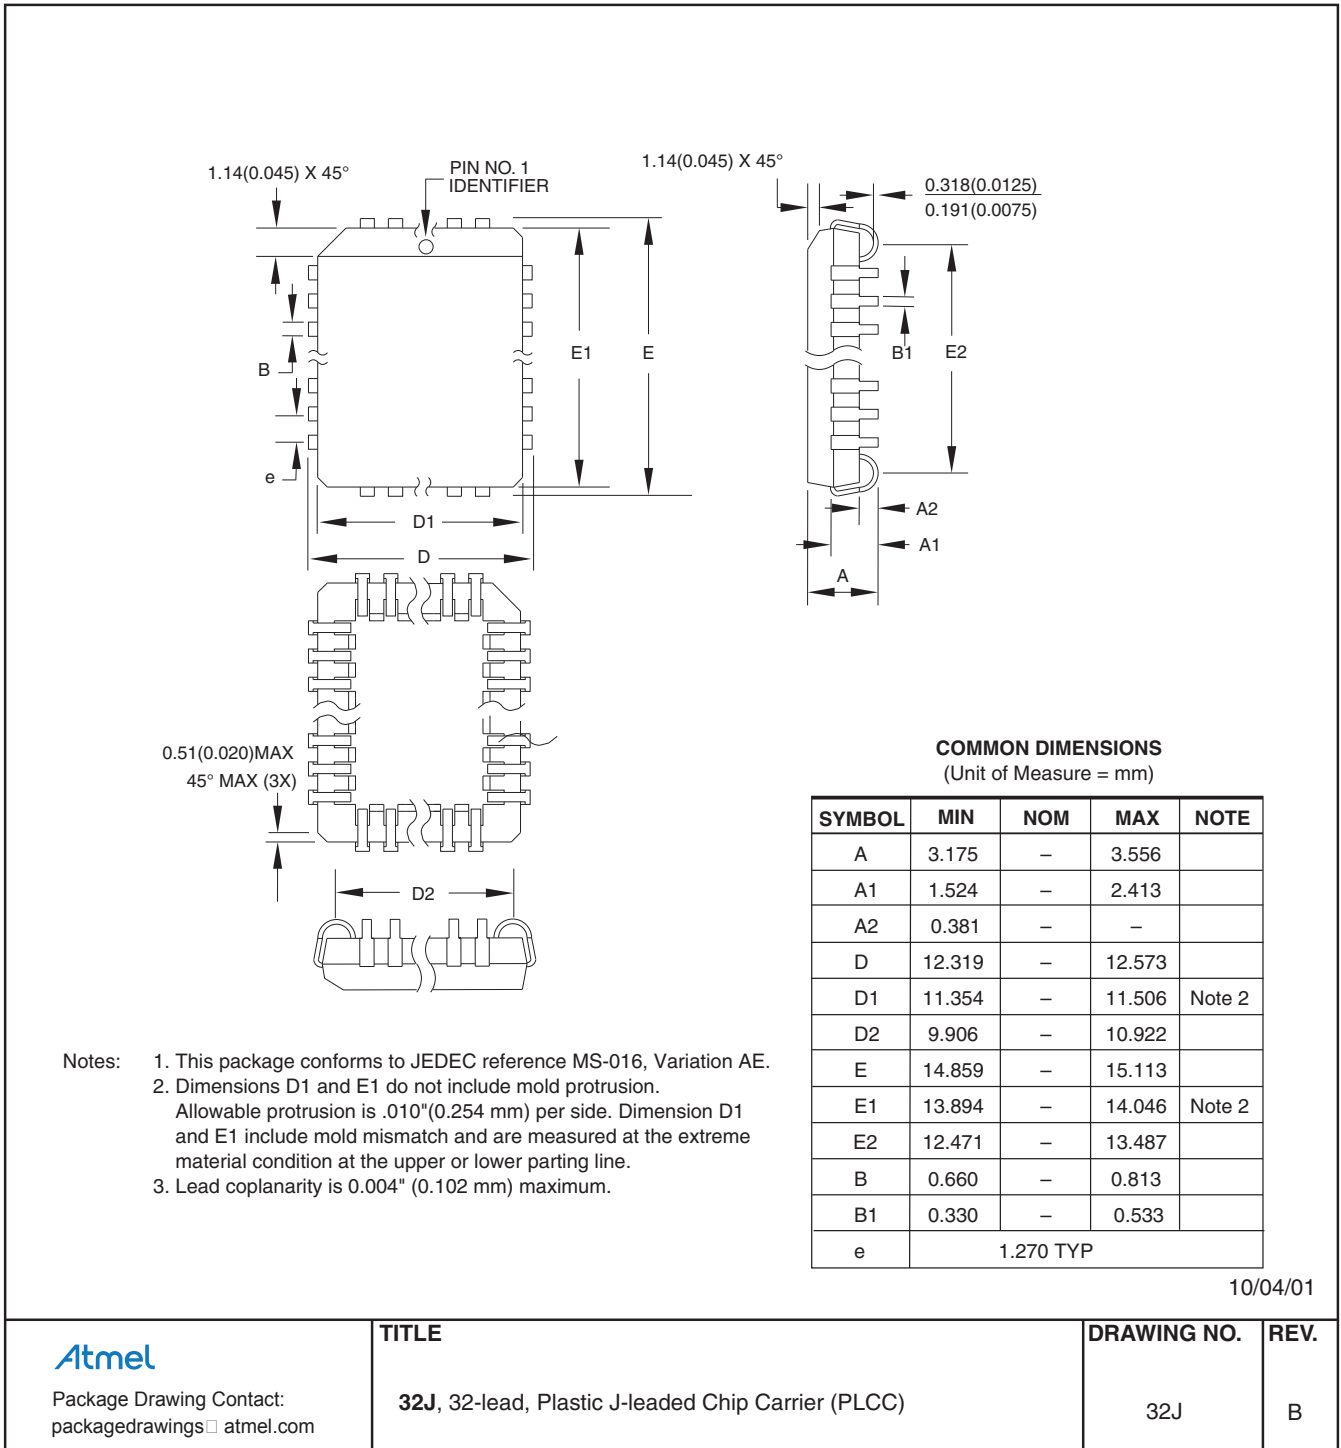 1.14(0.045) X 45°
PIN NO. 1
IDENTIFIER
1.14(0.045) X 45°
0.318(0.0125)
0.191(0.0075)
B
e
E1
E
B1
E2
D1
D
A2
A1
A
0.51(0.020)MAX
45° MAX (3X)
D2
COMMON DIMENSIONS
(Unit of Measure = mm)
SYMBOL MIN NOM MAX NOTE
A 3.175 – 3.556
A1 1.524 – 2.413
A2 0.381 – –
D 12.319 – 12.573
D1 11.354 – 11.506 Note 2
D2 9.906 – 10.922
E 14.859 – 15.113
E1 13.894 – 14.046 Note 2
E2 12.471 – 13.487
B 0.660 – 0.813
B1 0.330 – 0.533
e 1.270 TYP
Notes: 1. This package conforms to JEDEC reference MS-016, Variation AE.
2. Dimensions D1 and E1 do not include mold protrusion.
Allowable protrusion is .010"(0.254 mm) per side. Dimension D1
and E1 include mold mismatch and are measured at the extreme
material condition at the upper or lower parting line.
3. Lead coplanarity is 0.004" (0.102 mm) maximum.
10/04/01
Atmel
Package Drawing Contact:
packagedrawings□ atmel.com
TITLE
32J, 32-lead, Plastic J-leaded Chip Carrier (PLCC)
DRAWING NO.
32J
REV.
B